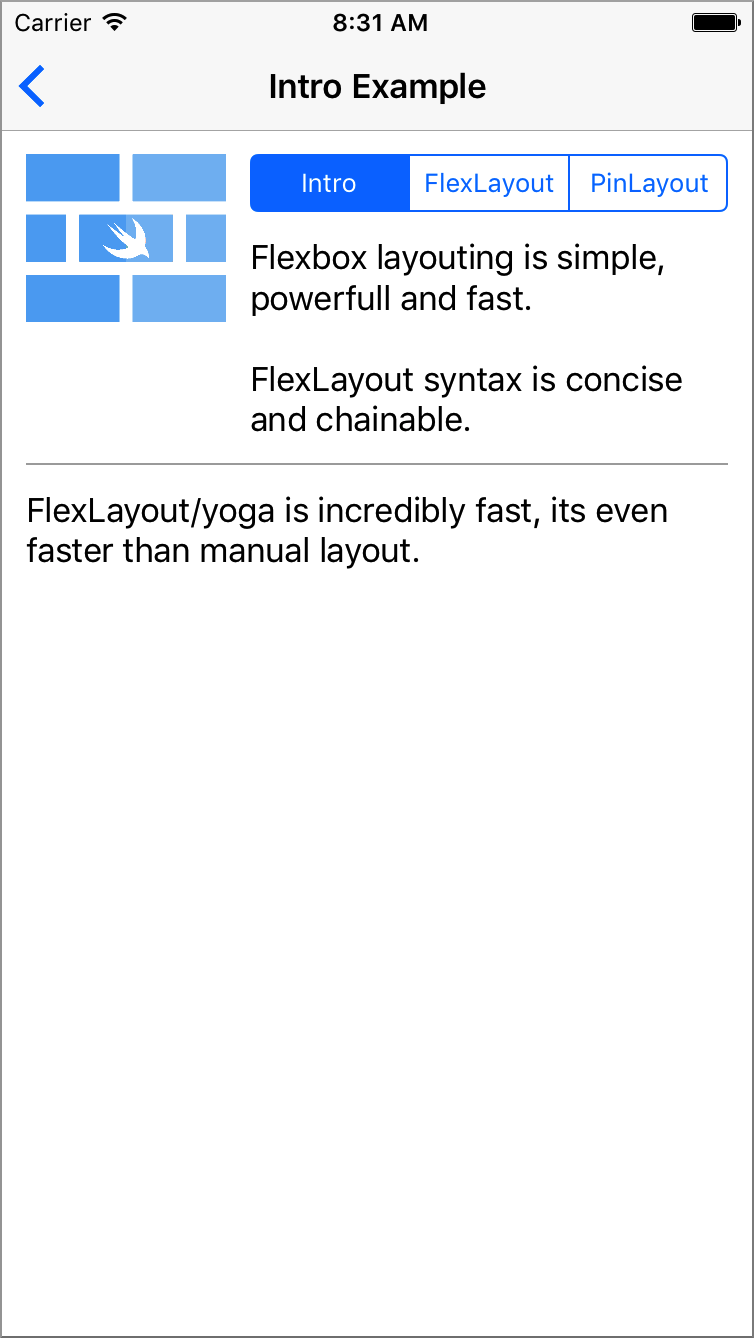 Carrier 8:31 AM
Intro Example
Intro FlexLayout PinLayout
Flexbox layouting is simple,
powerfull and fast.
FlexLayout syntax is concise
and chainable.
FlexLayout/yoga is incredibly fast, its even
faster than manual layout.